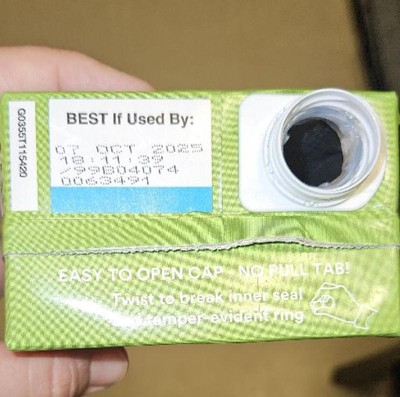 G0355T115420
BEST If Used By:
07 OCT 2025
18:11:39
/99B04074
0063491
EASY TO OPEN CAP NO PULL TAB!
Twist to break inner seal
tamper-evident ring